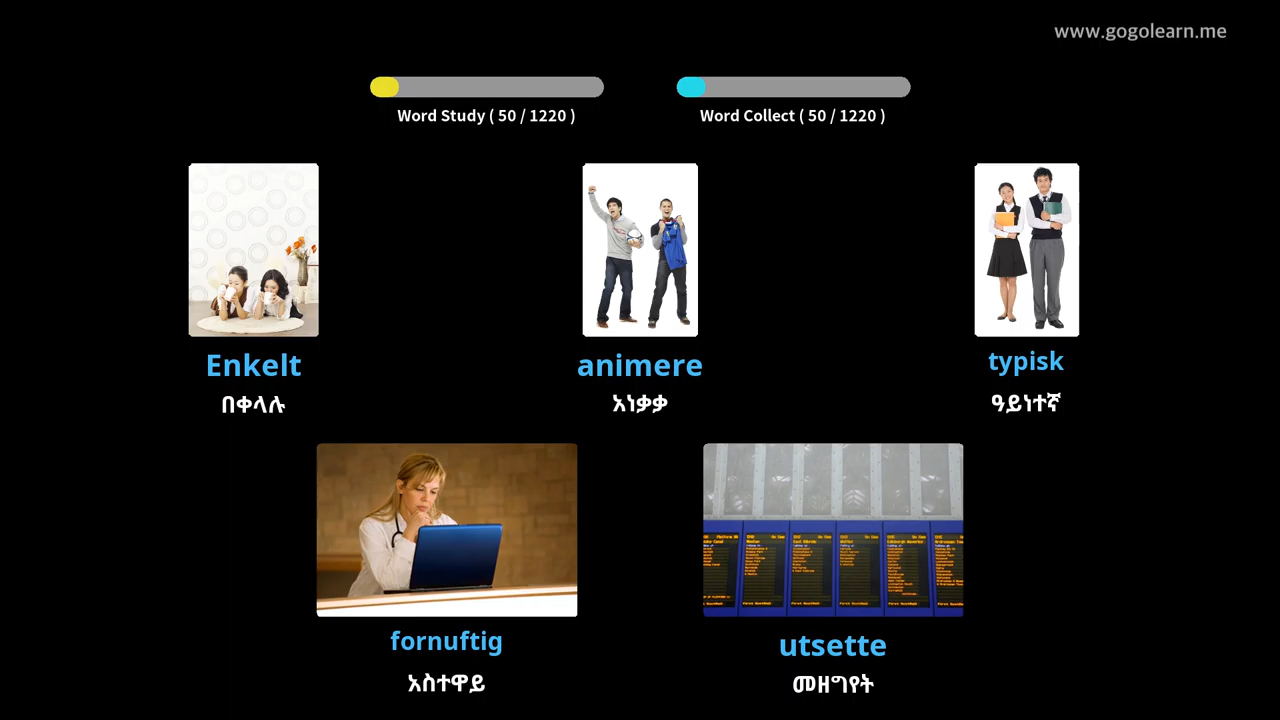 www.gogolearn.me
Word Study ( 50 / 1220 )
Word Collect ( 50 / 1220 )
Enkelt
animere
typisk
በቀላሉ
አነቃቃ
ዓይነተኛ
fornuftig
utsette
አስተዋይ
መዘግየት